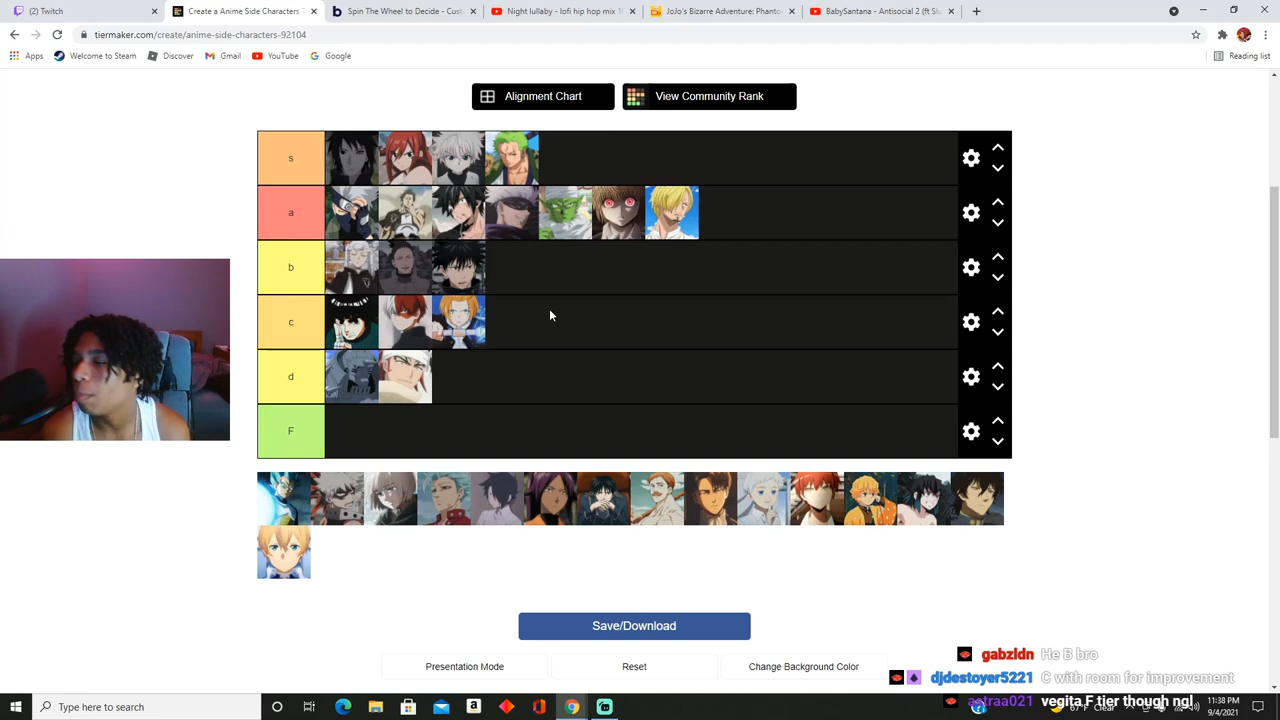 (2) Twitch
Create a Anime Side Characters T
Spin The Wheel to Decide - Cust
Night lullaby - lofi hip hop mix 1
JoJo's Bizarre Adventure: Phanto
BabySantana - Antisocial 2 (ft Slu
tiermaker.com/create/anime-side-characters-92104
Apps
Welcome to Steam
Discover
Gmail
YouTube
Google
Reading list
Alignment Chart
View Community Rank
s
a
b
c
d
F
Save/Download
Presentation Mode
Reset
Change Background Color
gabzldn He B bro
djdestoyer5221 C with room for improvement
astraa021 vegita F tier though ngl
Type here to search
Clear
11:38 PM
9/4/2021